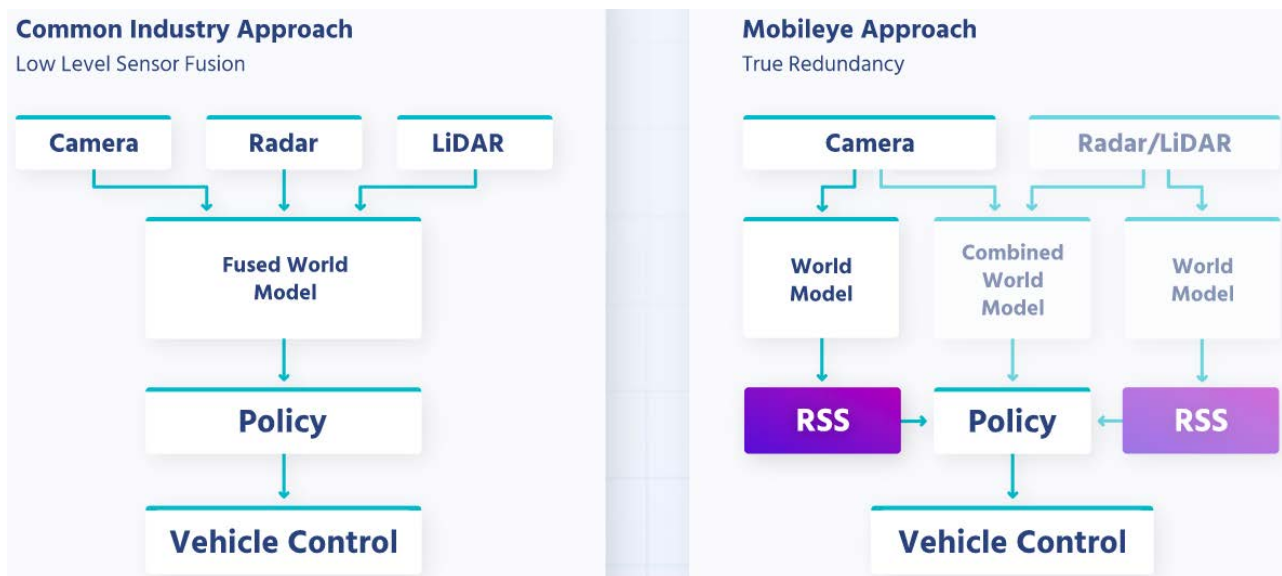 Common Industry Approach
Low Level Sensor Fusion
Camera
Radar
LiDAR
Fused World
Model
Policy
Vehicle Control
Mobileye Approach
True Redundancy
Camera
Radar/LiDAR
World
Model
Combined
World
Model
World
Model
RSS
Policy
RSS
Vehicle Control